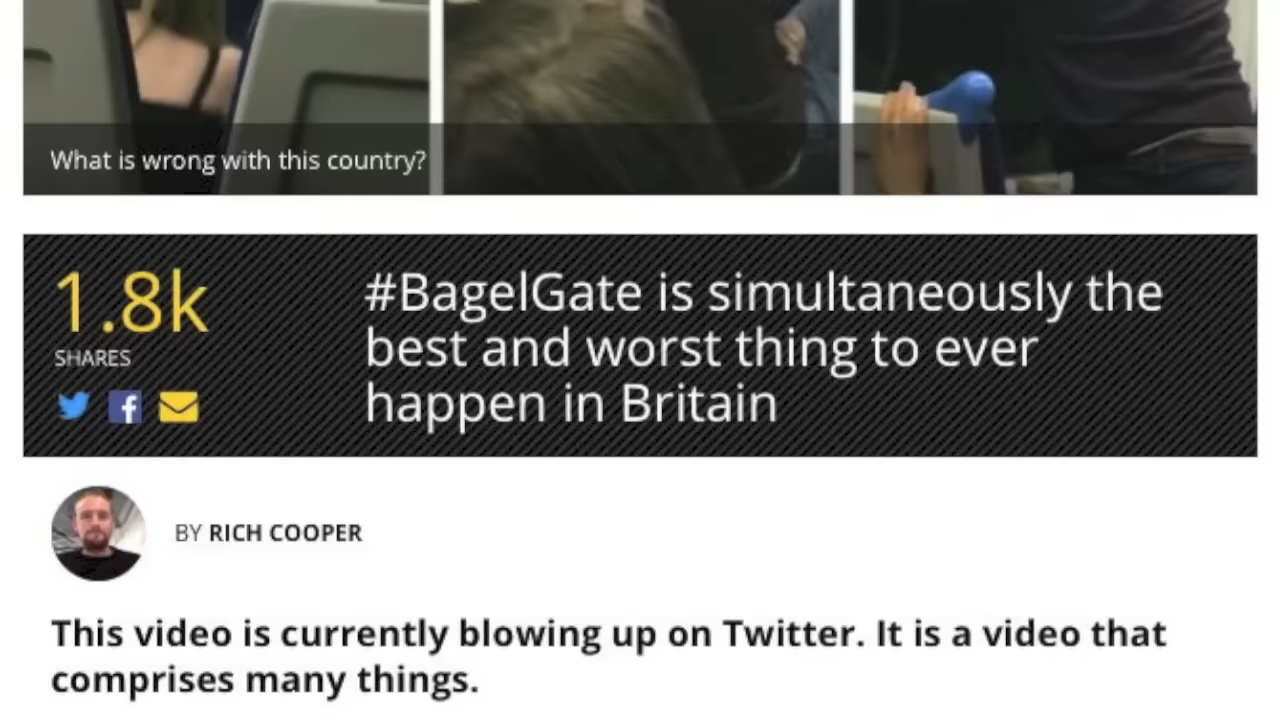 What is wrong with this country?
1.8k
SHARES
#BagelGate is simultaneously the
best and worst thing to ever
happen in Britain
BY RICH COOPER
This video is currently blowing up on Twitter. It is a video that
comprises many things.